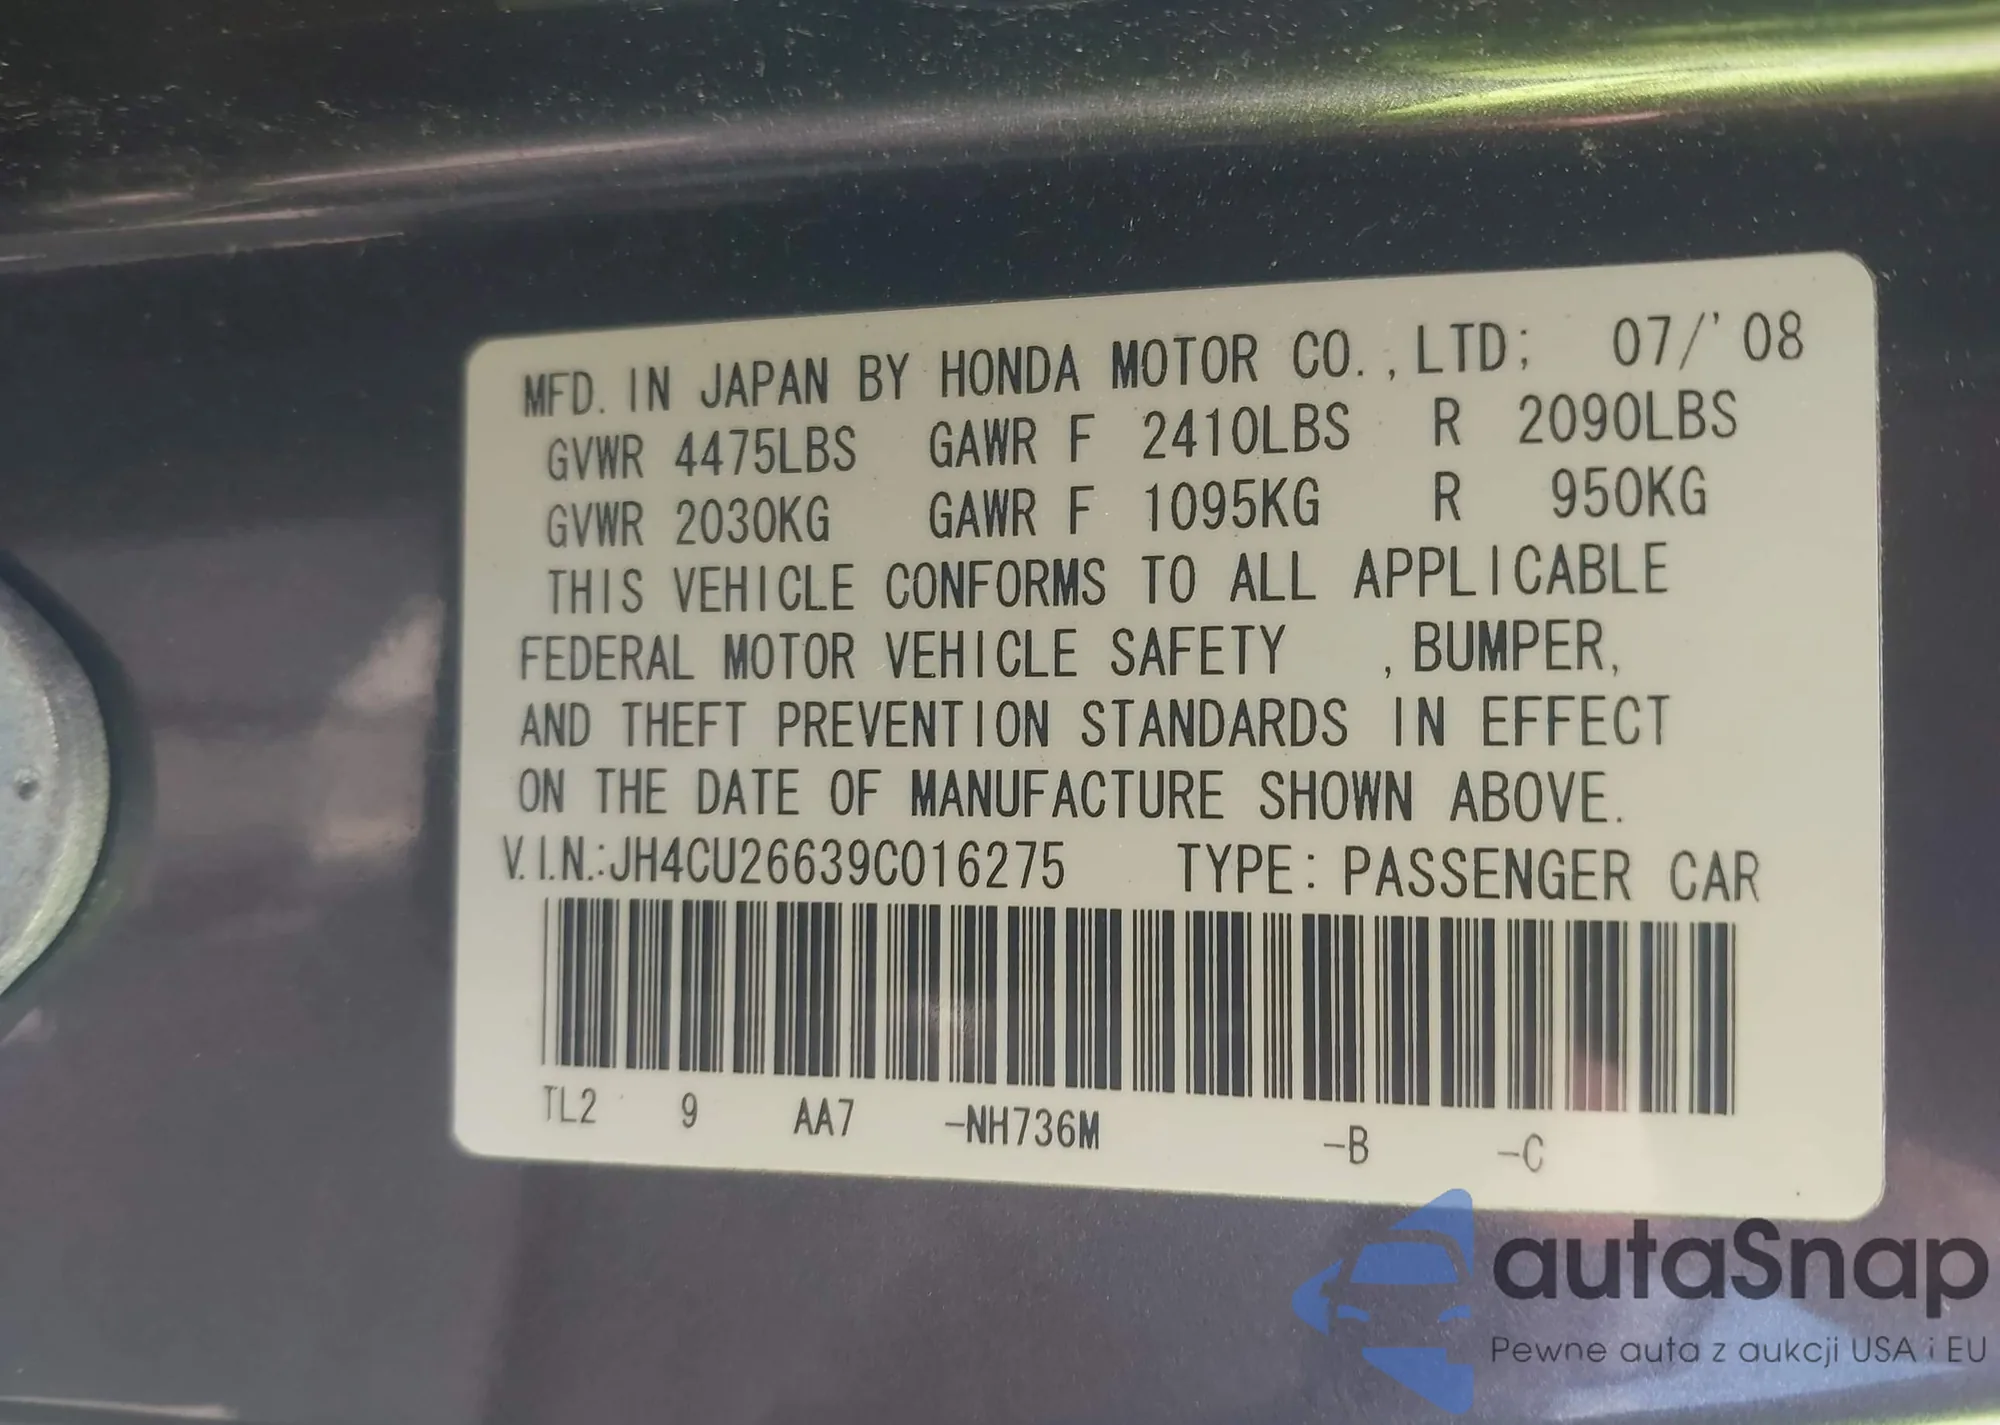 MFD. IN JAPAN BY HONDA MOTOR CO.,LTD; 07/'08
GVWR 4475LBS GAWR F 2410LBS R 2090LBS
GVWR 2030KG GAWR F 1095KG R 950KG
THIS VEHICLE CONFORMS TO ALL APPLICABLE
FEDERAL MOTOR VEHICLE SAFETY , BUMPER,
AND THEFT PREVENTION STANDARDS IN EFFECT
ON THE DATE OF MANUFACTURE SHOWN ABOVE.
V.I.N.:JH4CU26639C016275 TYPE: PASSENGER CAR
TL2 9 AA7 -NH736M -B -C
autaSnap
Pewne auta z aukcji USA i EU